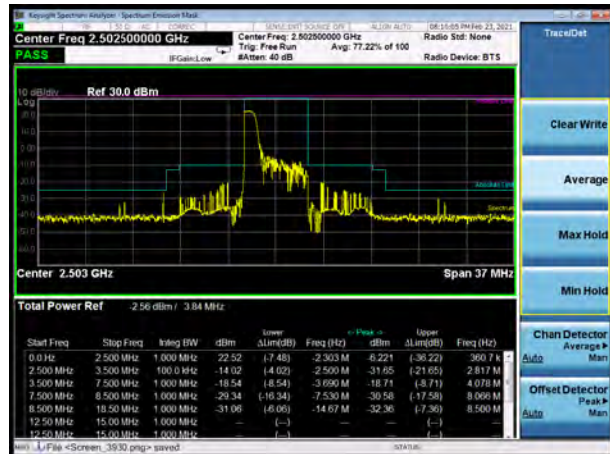 Keysight Spectrum Analyzer - Spectrum Emission Mask
SENSE:EXT SOURCE OFF ALIGN AUTO 08:16:05 PM Feb 23, 2021
Center Freq 2.502500000 GHz
Center Freq: 2.502500000 GHz
Radio Std: None
Trig: Free Run Avg: 77.22% of 100
PASS
IFGain:Low
#Atten: 40 dB
Radio Device: BTS
Trace/Det
10 dB/div Ref 30.0 dBm
Log
Clear Write
Average
Max Hold
Min Hold
Chan Detector
Average
Auto Man
Offset Detector
Peak
Auto Man
Absolute Limit
Spectrum
Center 2.503 GHz Span 37 MHz
Total Power Ref -2.56 dBm / 3.84 MHz
Lower <- Peak -> Upper
Start Freq Stop Freq Integ BW dBm ΔLim(dB) Freq (Hz) dBm ΔLim(dB) Freq (Hz)
0.0 Hz 2.500 MHz 1.000 MHz 22.52 (-7.48) -2.303 M -6.221 (-36.22) 360.7 k
2.500 MHz 3.500 MHz 100.0 kHz -14.02 (-4.02) -2.500 M -31.65 (-21.65) 2.817 M
3.500 MHz 7.500 MHz 1.000 MHz -18.54 (-8.54) -3.690 M -18.71 (-8.71) 4.078 M
7.500 MHz 8.500 MHz 1.000 MHz -29.34 (-16.34) -7.530 M -30.58 (-17.58) 8.066 M
8.500 MHz 18.50 MHz 1.000 MHz -31.06 (-6.06) -14.67 M -32.36 (-7.36) 8.500 M
12.50 MHz 15.00 MHz 1.000 MHz --- (---) --- --- (---) ---
12.50 MHz 15.00 MHz 1.000 MHz --- (---) --- --- (---) ---
MSG File <Screen_3930.png> saved STATUS